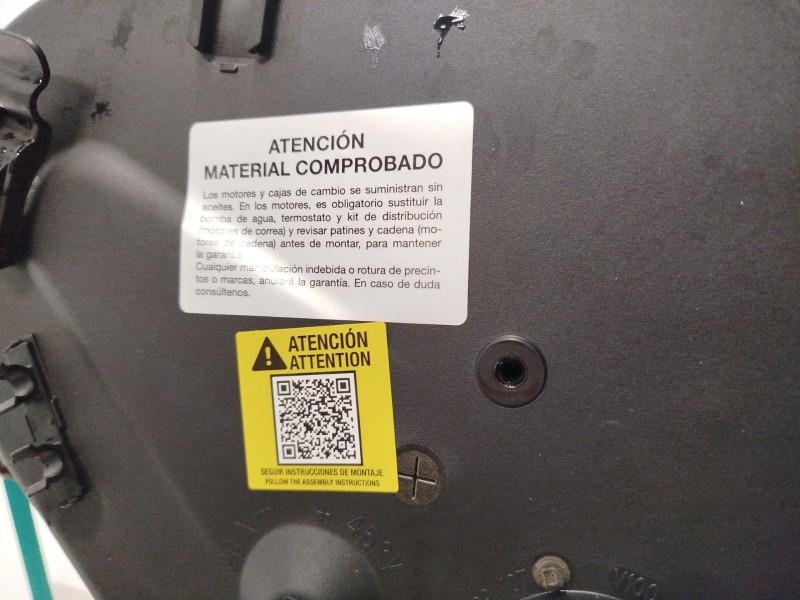 ATENCIÓN
MATERIAL COMPROBADO
Los motores y cajas de cambio se suministran sin
aceites. En los motores, es obligatorio sustituir la
bomba de agua, termostato y kit de distribución
(motores de correa) y revisar patines y cadena (mo-
tores de cadena) antes de montar, para mantener
la garantía.
Cualquier manipulación indebida o rotura de precin-
tos o marcas, anulará la garantía. En caso de duda
consúltenos.
ATENCIÓN
ATTENTION
SEGUIR INSTRUCCIONES DE MONTAJE
FOLLOW THE ASSEMBLY INSTRUCTIONS